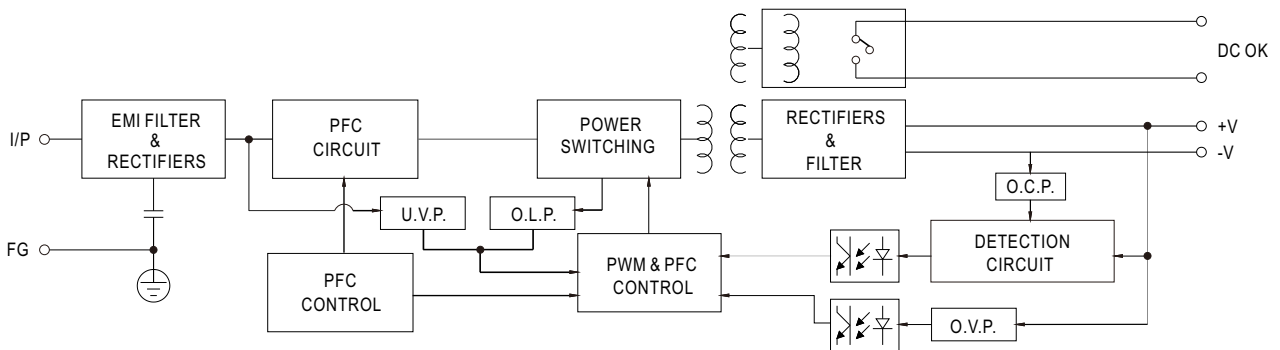 DC OK
I/P
EMI FILTER
&
RECTIFIERS
PFC
CIRCUIT
POWER
SWITCHING
RECTIFIERS
&
FILTER
+V
-V
O.C.P.
U.V.P.
O.L.P.
FG
PFC
CONTROL
PWM & PFC
CONTROL
DETECTION
CIRCUIT
O.V.P.